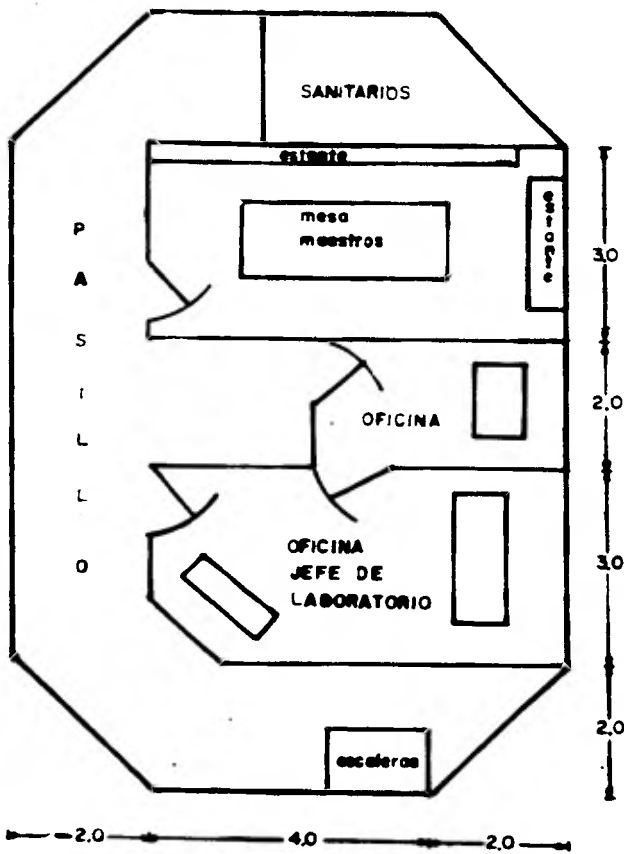 SANITARIOS
estante
mesa
maestros
estante
3.0
PASILLO
OFICINA
2.0
OFICINA
JEFE DE
LABORATORIO
3.0
2.0
escaleras
2.0
4.0
2.0